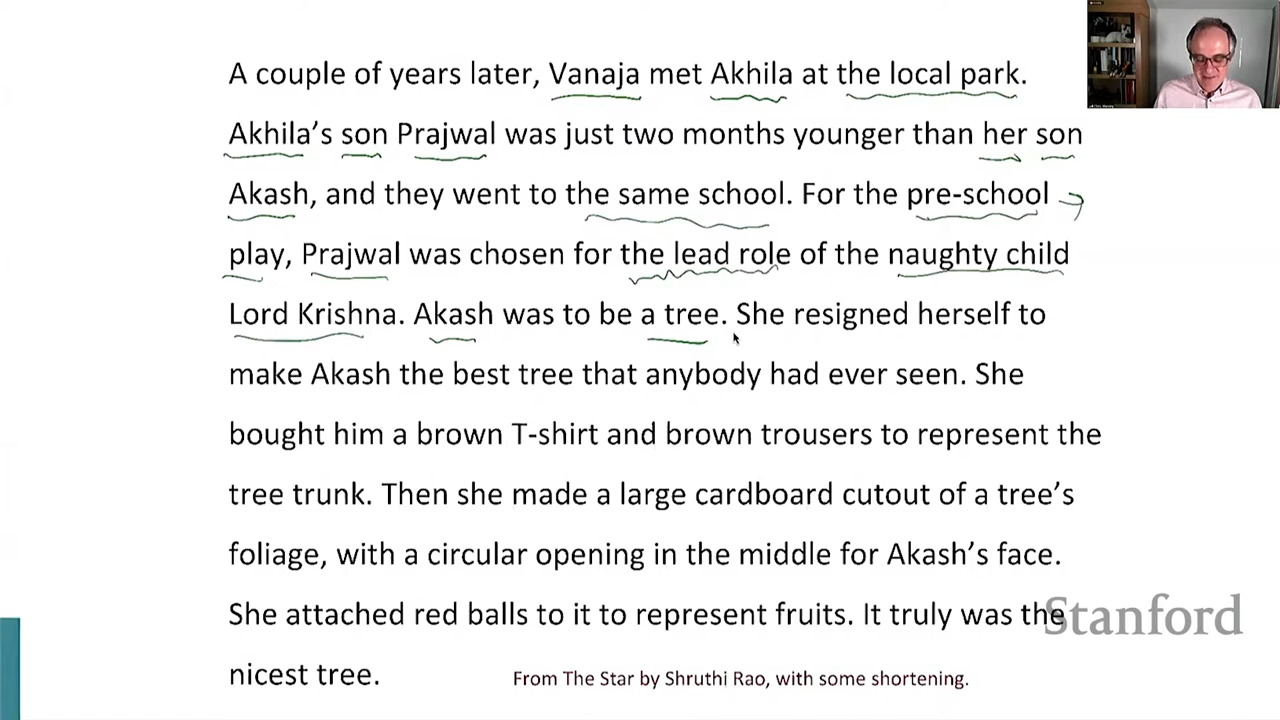 A couple of years later, Vanaja met Akhila at the local park.
Akhila’s son Prajwal was just two months younger than her son
Akash, and they went to the same school. For the pre-school
play, Prajwal was chosen for the lead role of the naughty child
Lord Krishna. Akash was to be a tree. She resigned herself to
make Akash the best tree that anybody had ever seen. She
bought him a brown T-shirt and brown trousers to represent the
tree trunk. Then she made a large cardboard cutout of a tree’s
foliage, with a circular opening in the middle for Akash’s face.
She attached red balls to it to represent fruits. It truly was the
nicest tree.
From The Star by Shruthi Rao, with some shortening.
Stanford